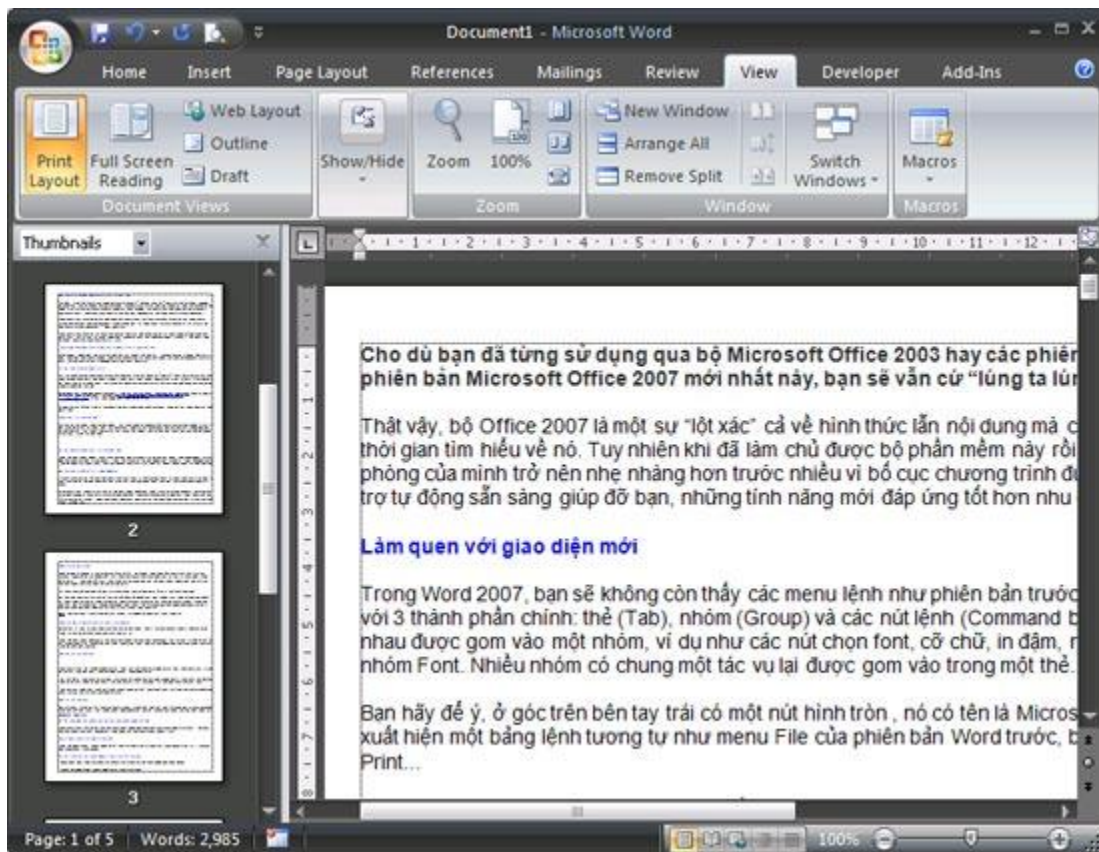 Document1 - Microsoft Word
Home Insert Page Layout References Mailings Review View Developer Add-Ins
Print Layout
Full Screen Reading
Web Layout
Outline
Draft
Document Views
Show/Hide
Zoom
100%
Zoom
New Window
Arrange All
Remove Split
Switch Windows
Window
Macros
Macros
Thumbnails
1 2 3 4 5 6 7 8 9 10 11 12
2
3
Cho dù bạn đã từng sử dụng qua bộ Microsoft Office 2003 hay các phiên
phiên bản Microsoft Office 2007 mới nhất này, bạn sẽ vẫn cứ “lúng ta lún
Thật vậy, bộ Office 2007 là một sự “lột xác” cả về hình thức lẫn nội dung mà c
thời gian tìm hiểu về nó. Tuy nhiên khi đã làm chủ được bộ phần mềm này rồi
phòng của mình trở nên nhẹ nhàng hơn trước nhiều vì bố cục chương trình đư
trợ tự động sẵn sàng giúp đỡ bạn, những tính năng mới đáp ứng tốt hơn nhu
Làm quen với giao diện mới
Trong Word 2007, bạn sẽ không còn thấy các menu lệnh như phiên bản trước
với 3 thành phần chính: thẻ (Tab), nhóm (Group) và các nút lệnh (Command b
nhau được gom vào một nhóm, ví dụ như các nút chọn font, cỡ chữ, in đậm, n
nhóm Font. Nhiều nhóm có chung một tác vụ lại được gom vào trong một thẻ.
Bạn hãy để ý, ở góc trên bên tay trái có một nút hình tròn , nó có tên là Micros
xuất hiện một bảng lệnh tương tự như menu File của phiên bản Word trước, b
Print...
Page: 1 of 5 Words: 2,985 100%